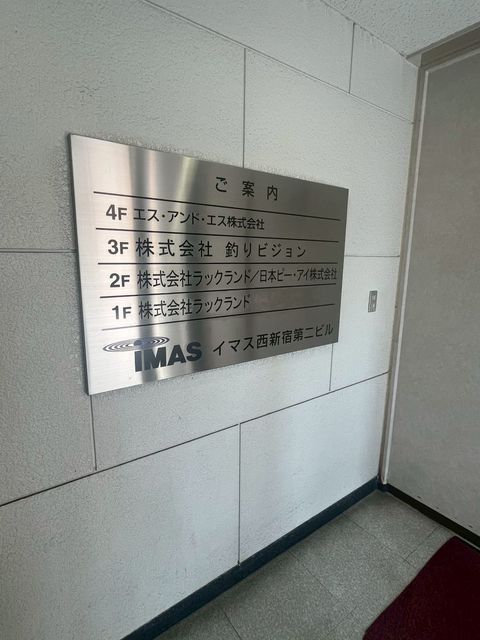 ご案内
4F エス・アンド・エス株式会社
3F 株式会社 釣りビジョン
2F 株式会社ラックランド/日本ピー・アイ株式会社
1F 株式会社ラックランド
IMAS イマス西新宿第二ビル